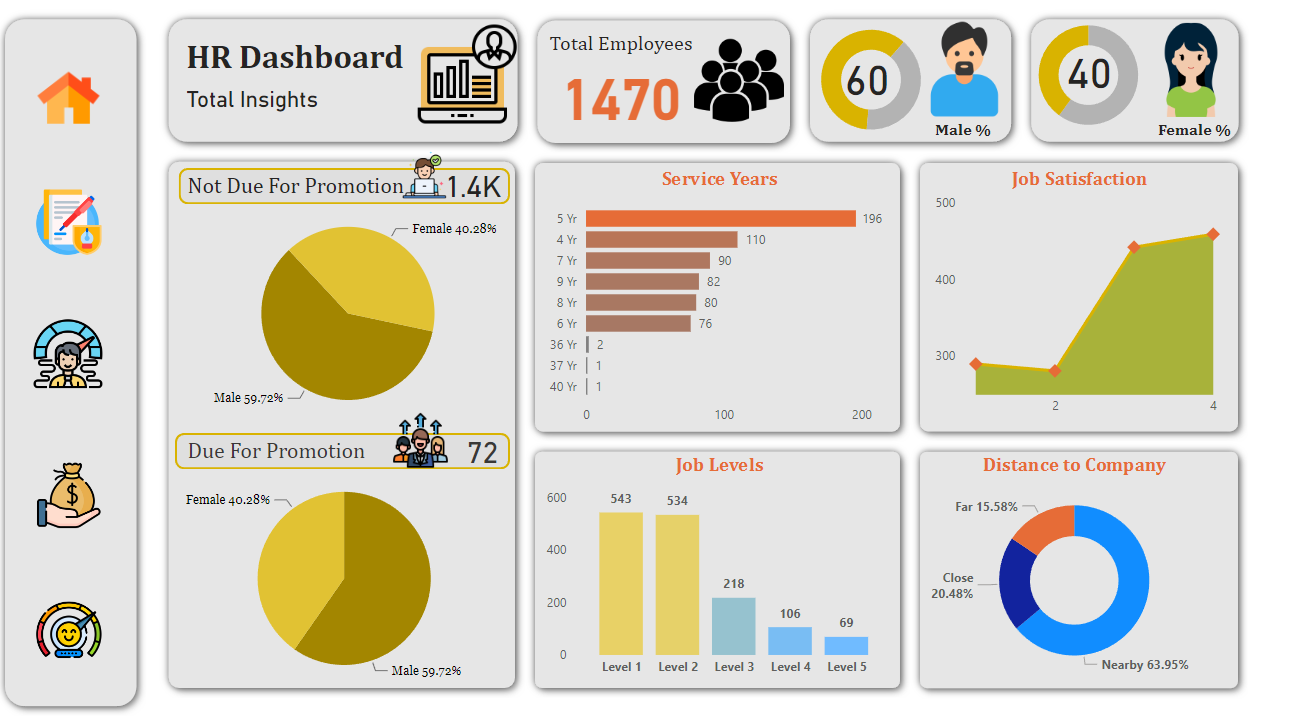 HR Dashboard
Total Insights
Total Employees
1470
60
Male %
40
Female %
Not Due For Promotion
1.4K
Female 40.28%
Male 59.72%
Due For Promotion
72
Female 40.28%
Male 59.72%
Service Years
5 Yr 196
4 Yr 110
7 Yr 90
9 Yr 82
8 Yr 80
6 Yr 76
36 Yr 2
37 Yr 1
40 Yr 1
0 100 200
Job Satisfaction
500
400
300
2 4
Job Levels
600
400
200
0
543 534 218 106 69
Level 1 Level 2 Level 3 Level 4 Level 5
Distance to Company
Far 15.58%
Close
20.48%
Nearby 63.95%